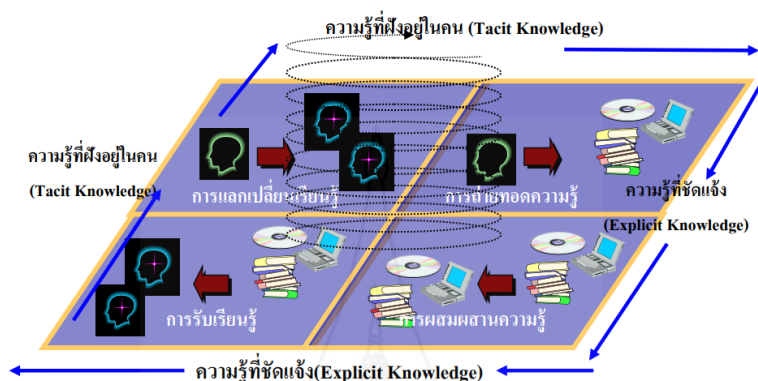 ความรู้ที่ฝังอยู่ในคน (Tacit Knowledge)
ความรู้ที่ฝังอยู่ในคน
(Tacit Knowledge)
การแลกเปลี่ยนเรียนรู้
การถ่ายทอดความรู้
ความรู้ที่ชัดแจ้ง
(Explicit Knowledge)
การรับเรียนรู้
การผสมผสานความรู้
ความรู้ที่ชัดแจ้ง(Explicit Knowledge)